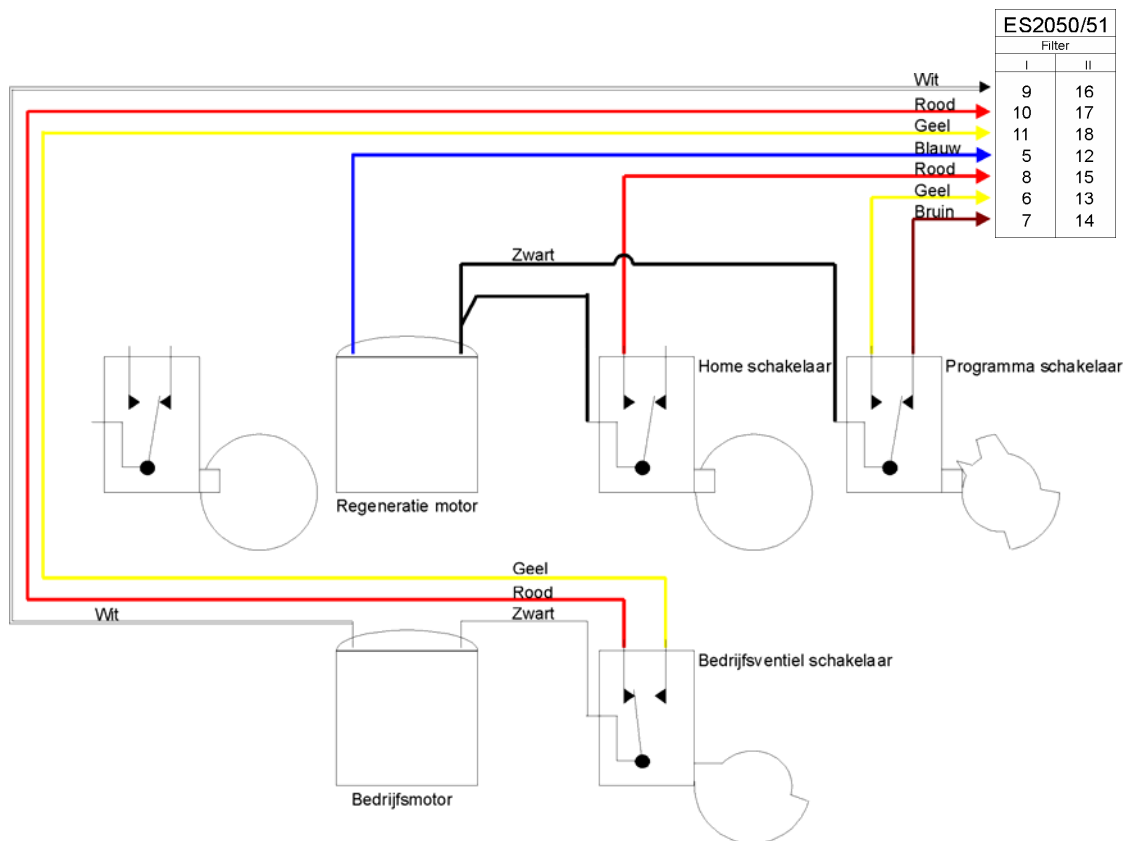 ES2050/51
Filter
I II
Wit 9 16
Rood 10 17
Geel 11 18
Blauw 5 12
Rood 8 15
Geel 6 13
Bruin 7 14
Zwart
Home schakelaar
Programma schakelaar
Regeneratie motor
Geel
Rood
Wit
Zwart
Bedrijfsventiel schakelaar
Bedrijfsmotor